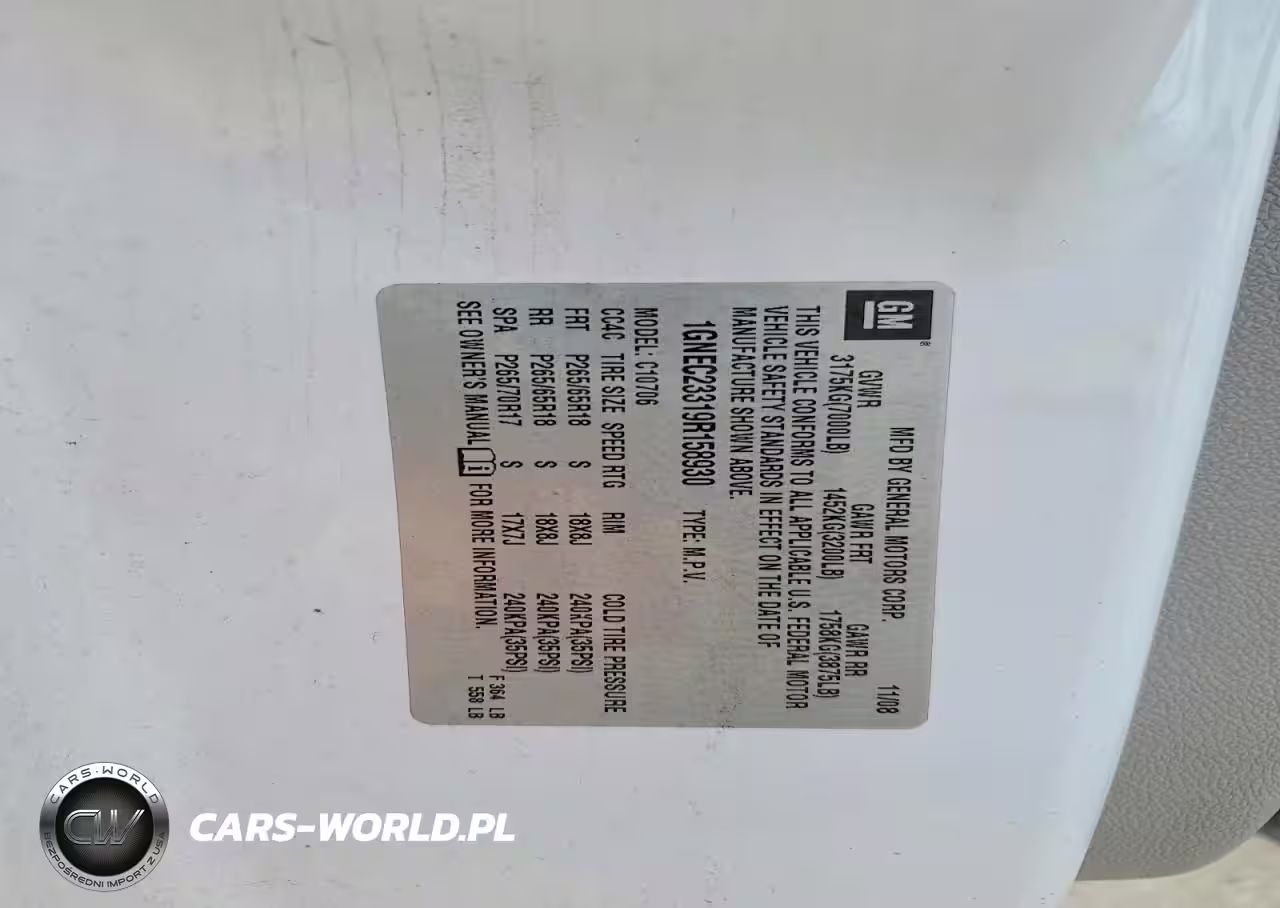 GM
MFD BY GENERAL MOTORS CORP. 11/08
GVWR GAWR FRT GAWR RR
3175KG(7000LB) 1452KG(3200LB) 1758KG(3875LB)
THIS VEHICLE CONFORMS TO ALL APPLICABLE U.S. FEDERAL MOTOR
VEHICLE SAFETY STANDARDS IN EFFECT ON THE DATE OF
MANUFACTURE SHOWN ABOVE.
1GNEC23319R158930 TYPE: M.P.V.
MODEL: C10706
CC4C TIRE SIZE SPEED RTG RIM COLD TIRE PRESSURE
FRT P265/65R18 S 18X8J 240KPA(35PSI)
RR P265/65R18 S 18X8J 240KPA(35PSI)
SPA P265/70R17 S 17X7J 240KPA(35PSI)
SEE OWNER'S MANUAL FOR MORE INFORMATION.
F 364 LB
T 558 LB
CARS-WORLD
CW
BEZPOŚREDNI IMPORT Z USA
CARS-WORLD.PL